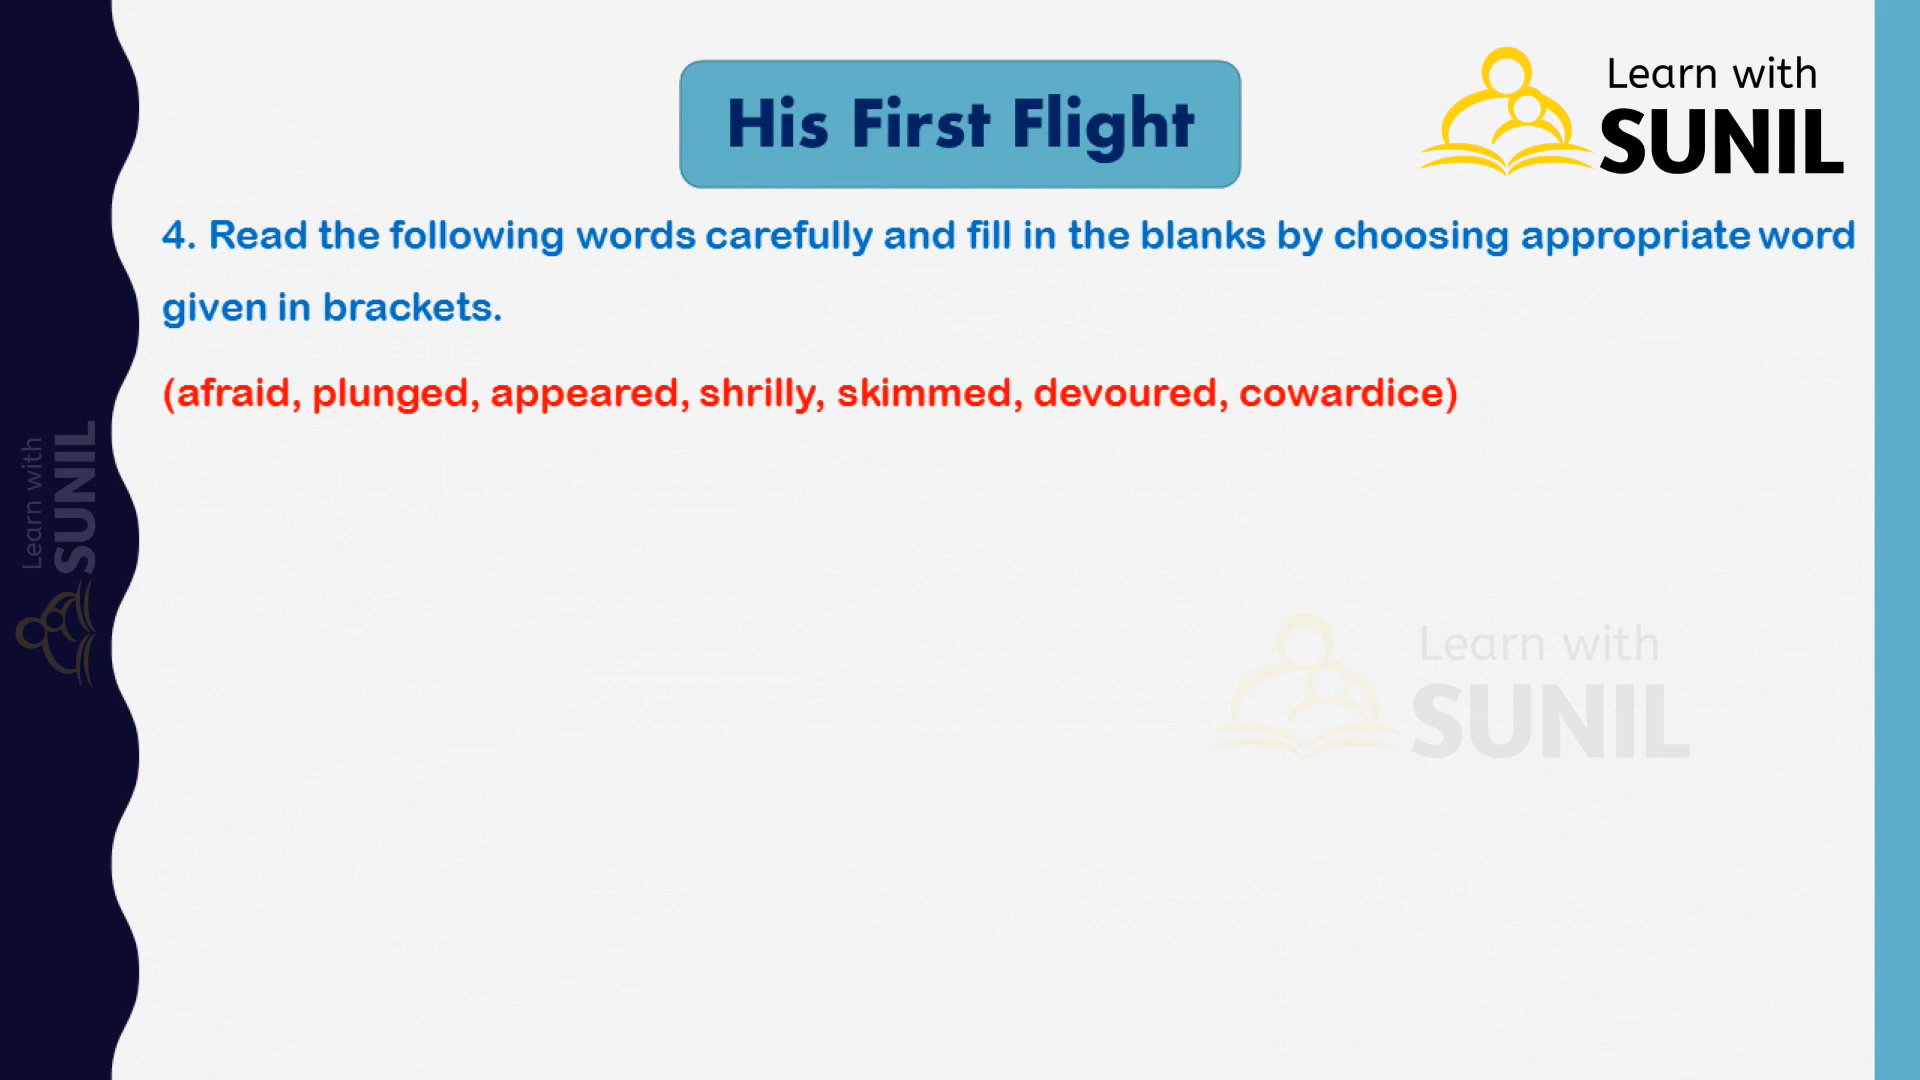 His First Flight
Learn with
SUNIL
4. Read the following words carefully and fill in the blanks by choosing appropriate word
given in brackets.
(afraid, plunged, appeared, shrilly, skimmed, devoured, cowardice)
Learn with
SUNIL
Learn with
SUNIL